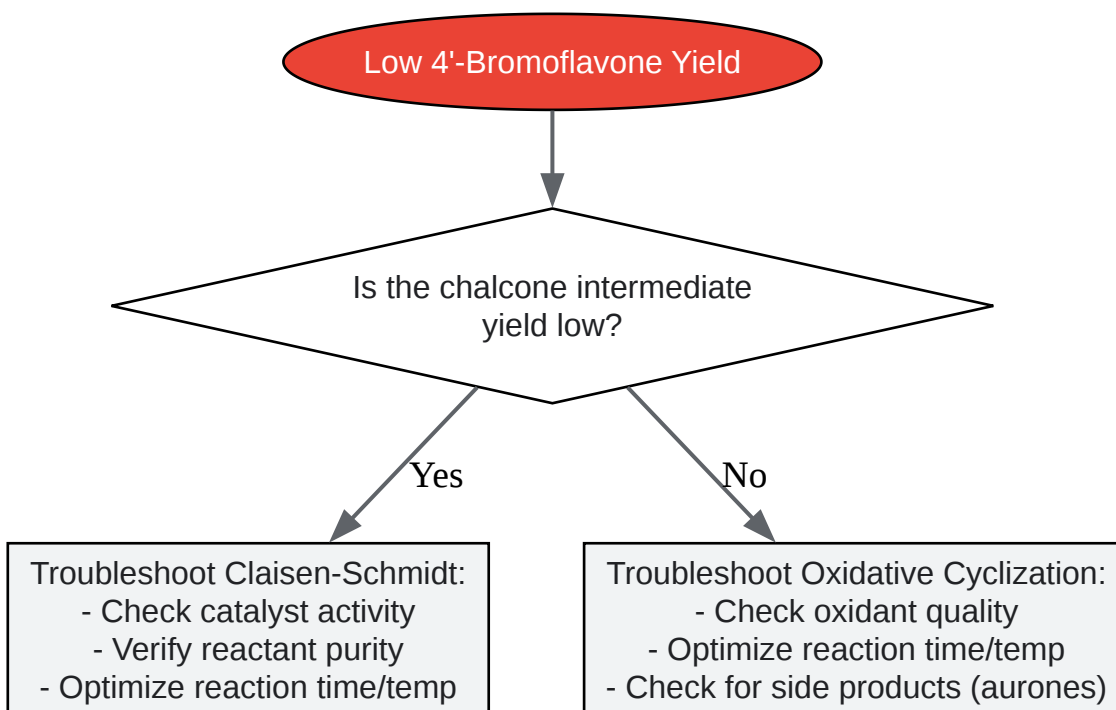 Low 4'-Bromoflavone Yield
Is the chalcone intermediate
yield low?
Yes
No
Troubleshoot Claisen-Schmidt:
- Check catalyst activity
- Verify reactant purity
- Optimize reaction time/temp
Troubleshoot Oxidative Cyclization:
- Check oxidant quality
- Optimize reaction time/temp
- Check for side products (aurones)